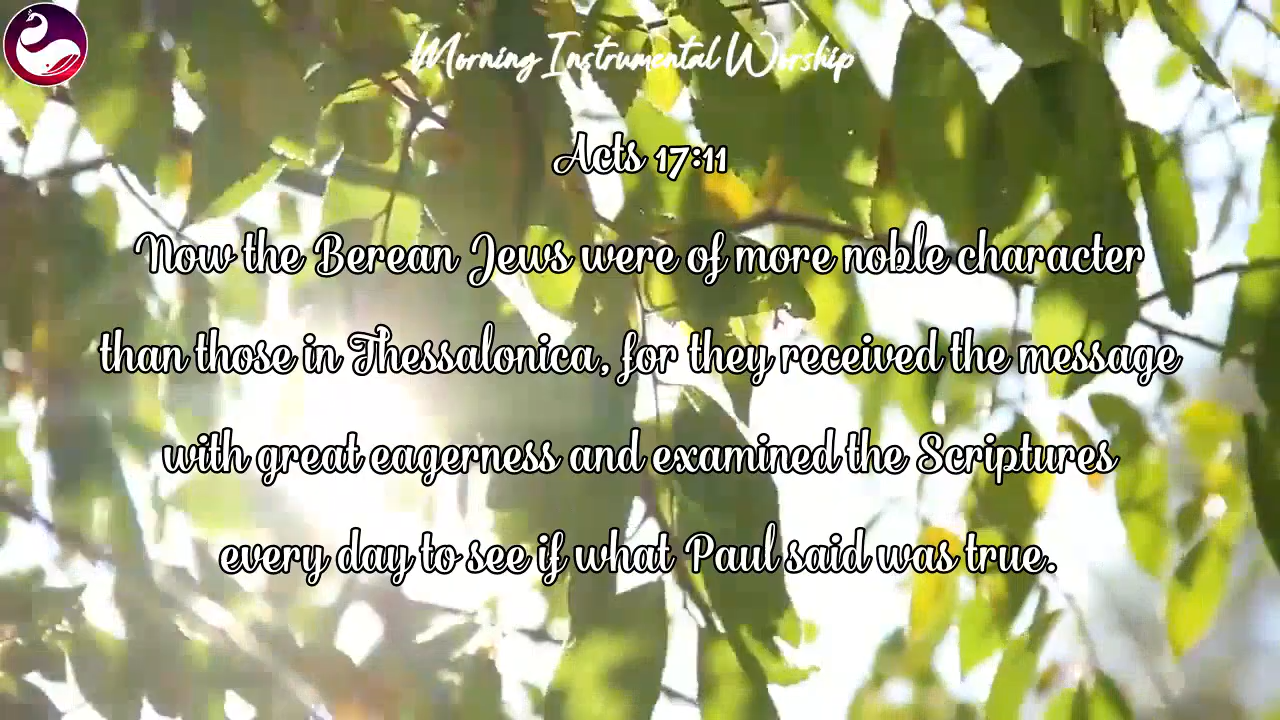 Morning Instrumental Worship
Acts 17:11
Now the Berean Jews were of more noble character
than those in Thessalonica, for they received the message
with great eagerness and examined the Scriptures
every day to see if what Paul said was true.